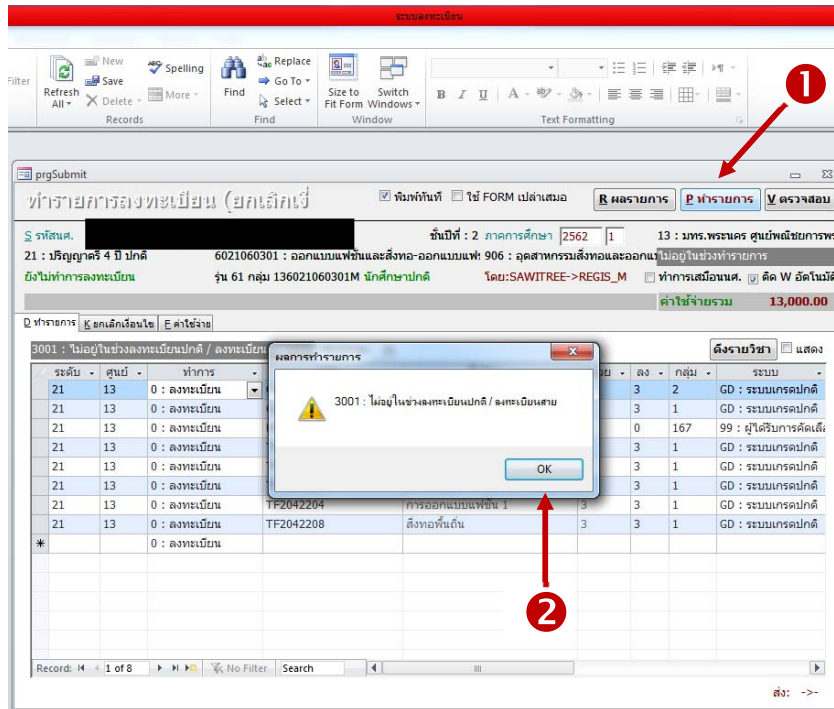 ระบบลงทะเบียน
Filter
Refresh All
New
Save
Delete
Spelling
More
Records
Find
Replace
Go To
Select
Find
Size to Fit Form
Switch Windows
Window
B I U A
Text Formatting
1
prgSubmit
ทำรายการลงทะเบียน (ยกเลิกเงื่
พิมพ์ทันที
ใช้ FORM เปล่าเสมอ
R ผลรายการ
P ทำรายการ
V ตรวจสอบ
S รหัสนศ.
ชั้นปีที่ : 2 ภาคการศึกษา 2562 1
13 : มทร.พระนคร ศูนย์พณิชยการพร
21 : ปริญญาตรี 4 ปี ปกติ
6021060301 : ออกแบบแฟชั่นและสิ่งทอ-ออกแบบแฟ
906 : อุตสาหกรรมสิ่งทอและออกแ
ไม่อยู่ในช่วงทำรายการ
ยังไม่ทำการลงทะเบียน
รุ่น 61 กลุ่ม 136021060301M นักศึกษาปกติ
โดย:SAWITREE->REGIS_M
ทำการเสมือนนศ.
ติด W อัตโนมัติ
ค่าใช้จ่ายรวม 13,000.00
D ทำรายการ
K ยกเลิกเงื่อนไข
E ค่าใช้จ่าย
3001 : ไม่อยู่ในช่วงลงทะเบียนปกติ / ลงทะเบียน
ดึงรายวิชา
แสดง
ระดับ ศูนย์ ทำการ ลง กลุ่ม ระบบ
21 13 0 : ลงทะเบียน 3 2 GD : ระบบเกรดปกติ
21 13 0 : ลงทะเบียน 3 1 GD : ระบบเกรดปกติ
21 13 0 : ลงทะเบียน 0 167 99 : ผู้ได้รับการคัดเลื
21 13 0 : ลงทะเบียน 3 1 GD : ระบบเกรดปกติ
21 13 0 : ลงทะเบียน 3 1 GD : ระบบเกรดปกติ
21 13 0 : ลงทะเบียน 3 1 GD : ระบบเกรดปกติ
21 13 0 : ลงทะเบียน TF2042204 การออกแบบแฟชั่น 1 3 3 1 GD : ระบบเกรดปกติ
21 13 0 : ลงทะเบียน TF2042208 สิ่งทอพื้นถิ่น 3 3 1 GD : ระบบเกรดปกติ
0 : ลงทะเบียน
ผลการทำรายการ
3001 : ไม่อยู่ในช่วงลงทะเบียนปกติ / ลงทะเบียนสาย
OK
2
Record: 1 of 8 No Filter Search
ส่ง: ->-